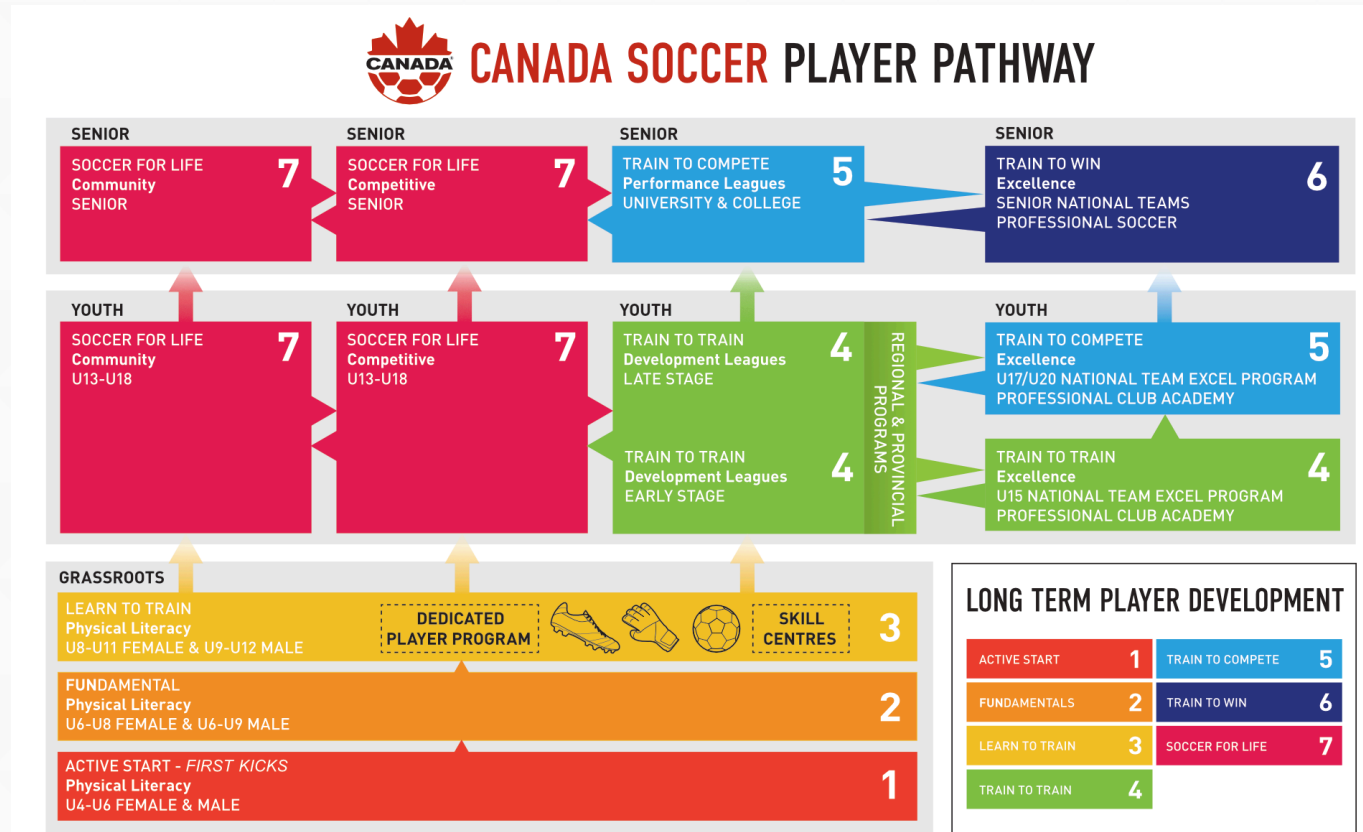 CANADA
CANADA SOCCER PLAYER PATHWAY
SENIOR
SOCCER FOR LIFE
Community
SENIOR
7
SENIOR
SOCCER FOR LIFE
Competitive
SENIOR
7
SENIOR
TRAIN TO COMPETE
Performance Leagues
UNIVERSITY & COLLEGE
5
SENIOR
TRAIN TO WIN
Excellence
SENIOR NATIONAL TEAMS
PROFESSIONAL SOCCER
6
YOUTH
SOCCER FOR LIFE
Community
U13-U18
7
YOUTH
SOCCER FOR LIFE
Competitive
U13-U18
7
YOUTH
TRAIN TO TRAIN
Development Leagues
LATE STAGE
4
TRAIN TO TRAIN
Development Leagues
EARLY STAGE
4
REGIONAL & PROVINCIAL
PROGRAMS
YOUTH
TRAIN TO COMPETE
Excellence
U17/U20 NATIONAL TEAM EXCEL PROGRAM
PROFESSIONAL CLUB ACADEMY
5
TRAIN TO TRAIN
Excellence
U15 NATIONAL TEAM EXCEL PROGRAM
PROFESSIONAL CLUB ACADEMY
4
GRASSROOTS
LEARN TO TRAIN
Physical Literacy
U8-U11 FEMALE & U9-U12 MALE
DEDICATED
PLAYER PROGRAM
SKILL
CENTRES
3
FUNDAMENTAL
Physical Literacy
U6-U8 FEMALE & U6-U9 MALE
2
ACTIVE START - FIRST KICKS
Physical Literacy
U4-U6 FEMALE & MALE
1
LONG TERM PLAYER DEVELOPMENT
ACTIVE START 1
FUNDAMENTALS 2
LEARN TO TRAIN 3
TRAIN TO TRAIN 4
TRAIN TO COMPETE 5
TRAIN TO WIN 6
SOCCER FOR LIFE 7